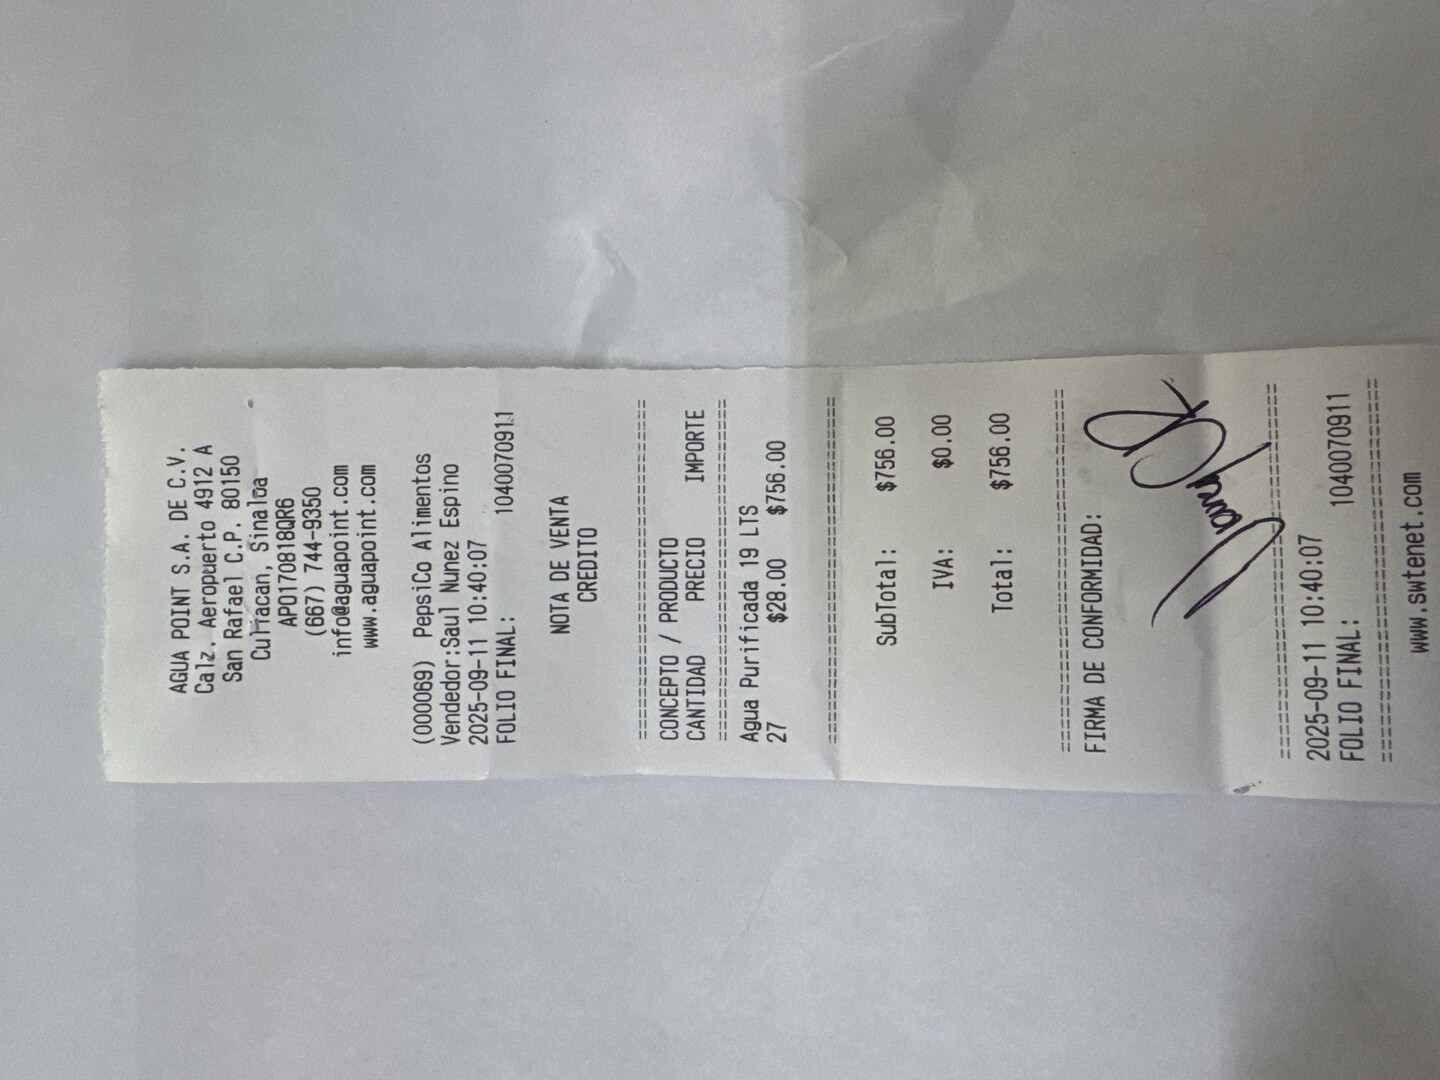 AGUA POINT S.A. DE C.V.
Calz. Aeropuerto 4912 A
San Rafael C.P. 80150
Culiacan, Sinaloa
APO170818QR6
(667) 744-9350
info@aguapoint.com
www.aguapoint.com
(000069) PepsiCo Alimentos
Vendedor:Saul Nunez Espino
2025-09-11 10:40:07
FOLIO FINAL: 1040070911
NOTA DE VENTA
CREDITO
CONCEPTO / PRODUCTO
CANTIDAD PRECIO IMPORTE
Agua Purificada 19 LTS
27 $28.00 $756.00
SubTotal: $756.00
IVA: $0.00
Total: $756.00
FIRMA DE CONFORMIDAD:
2025-09-11 10:40:07
FOLIO FINAL: 1040070911
www.swtenet.com